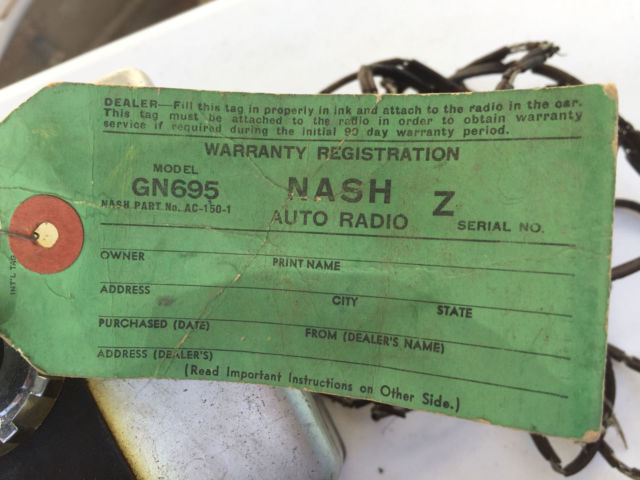 DEALER—Fill this tag in properly in ink and attach to the radio in the car.
This tag must be attached to the radio in order to obtain warranty
service if required during the initial 90 day warranty period.
WARRANTY REGISTRATION
MODEL
GN695 NASH Z
NASH PART No. AC-150-1 AUTO RADIO SERIAL NO.
OWNER PRINT NAME
ADDRESS CITY STATE
PURCHASED (DATE) FROM (DEALER'S NAME)
ADDRESS (DEALER'S)
(Read Important Instructions on Other Side.)
INT'L TAG